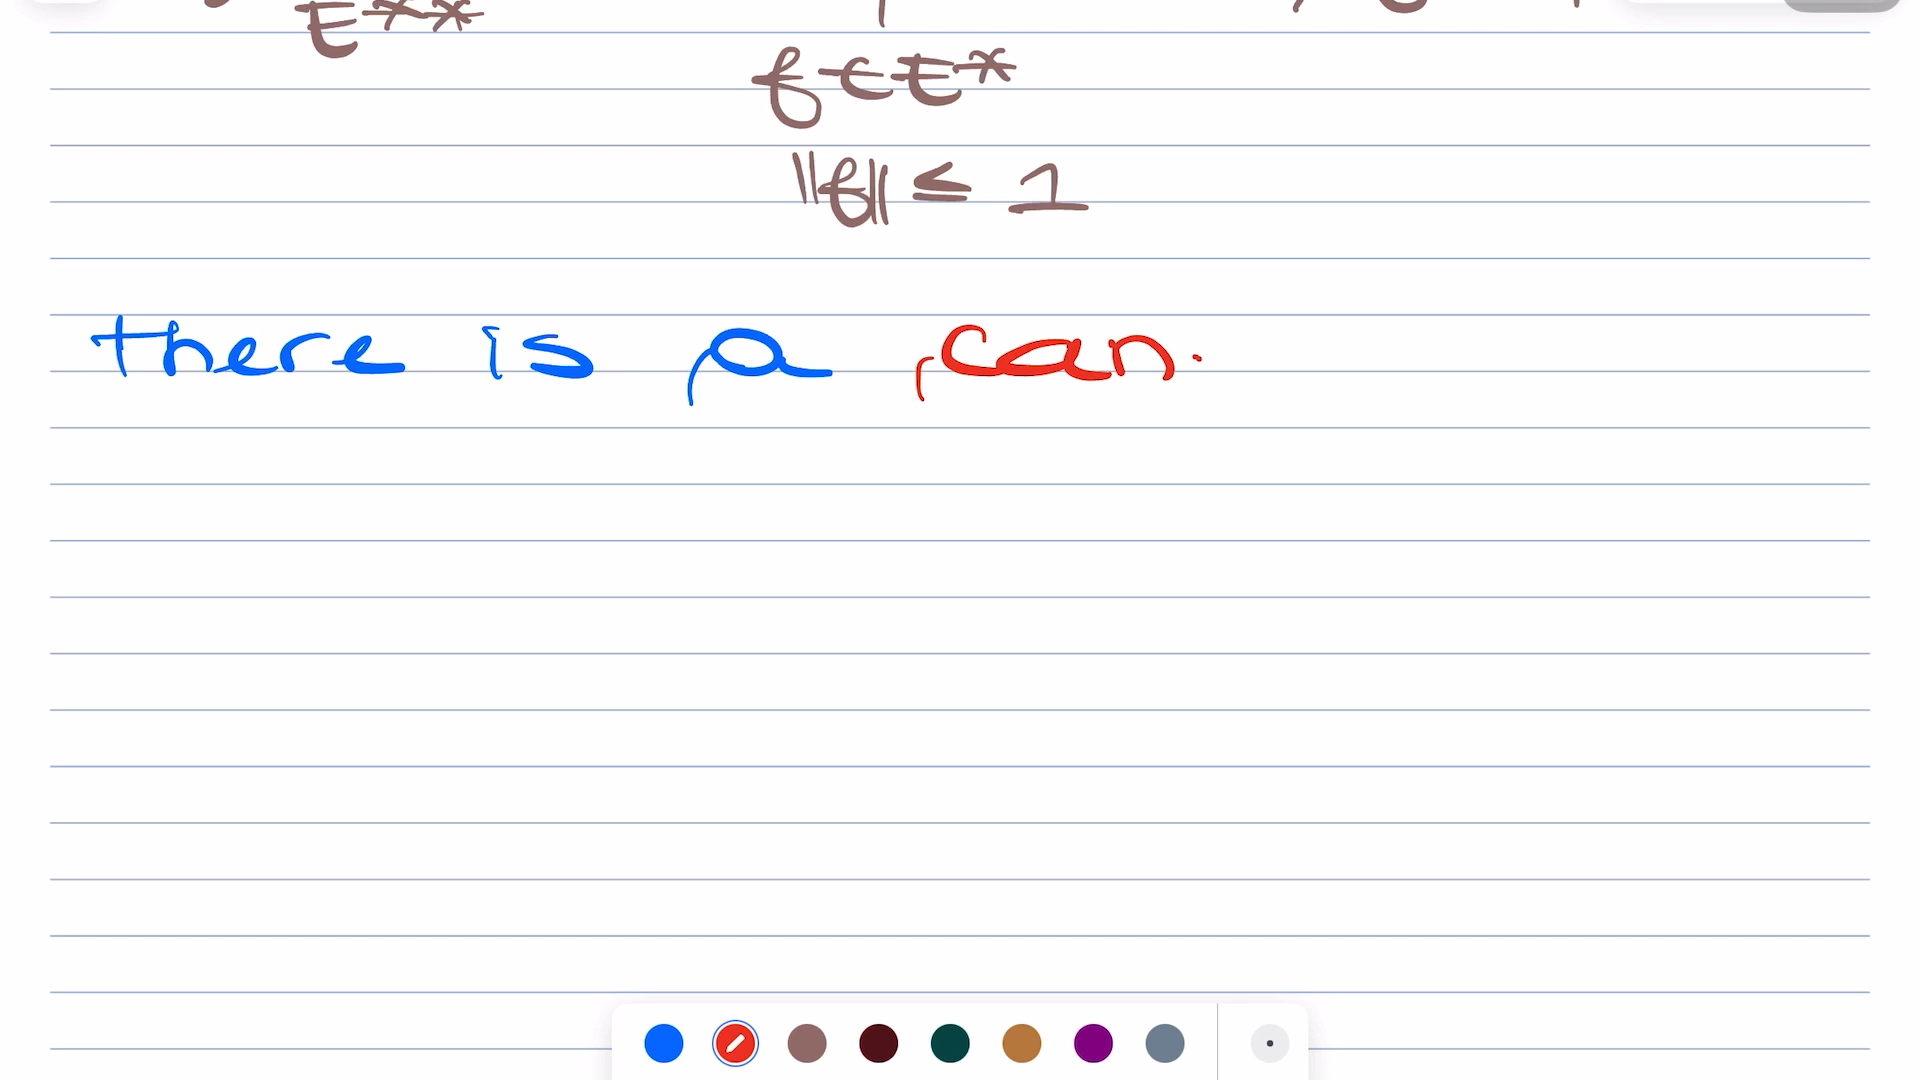 E**
f ∈ E*
||f|| ≤ 1
there is a can.